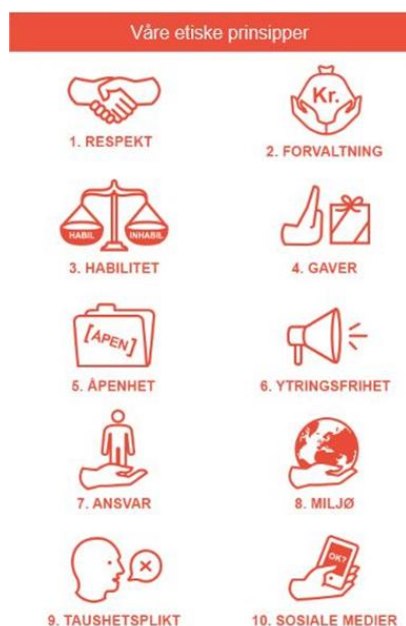 Våre etiske prinsipper
1. RESPEKT
Kr.
2. FORVALTNING
HABIL
INHABIL
3. HABILITET
4. GAVER
[ÅPEN]
5. ÅPENHET
6. YTRINGSFRIHET
7. ANSVAR
8. MILJØ
9. TAUSHETSPLIKT
OK?
10. SOSIALE MEDIER